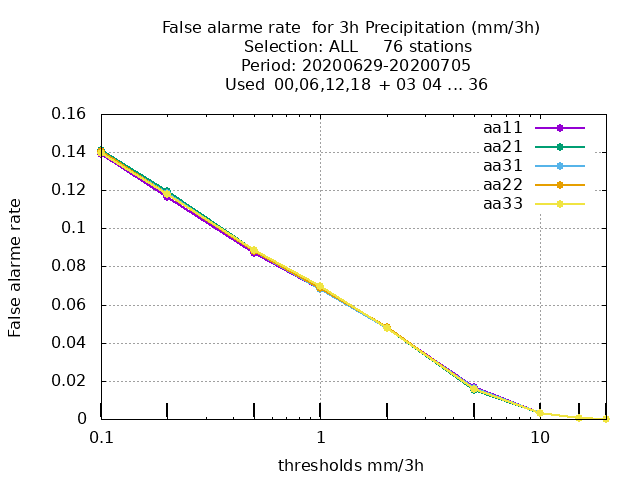 False alarme rate  for 3h Precipitation (mm/3h)
Selection: ALL     76 stations
Period: 20200629-20200705
Used  00,06,12,18  + 03 04 ... 36
0.16
0.14
0.12
0.1
0.08
0.06
0.04
0.02
0
False alarme rate
aa11
aa21
aa31
aa22
aa33
0.1
1
10
thresholds mm/3h